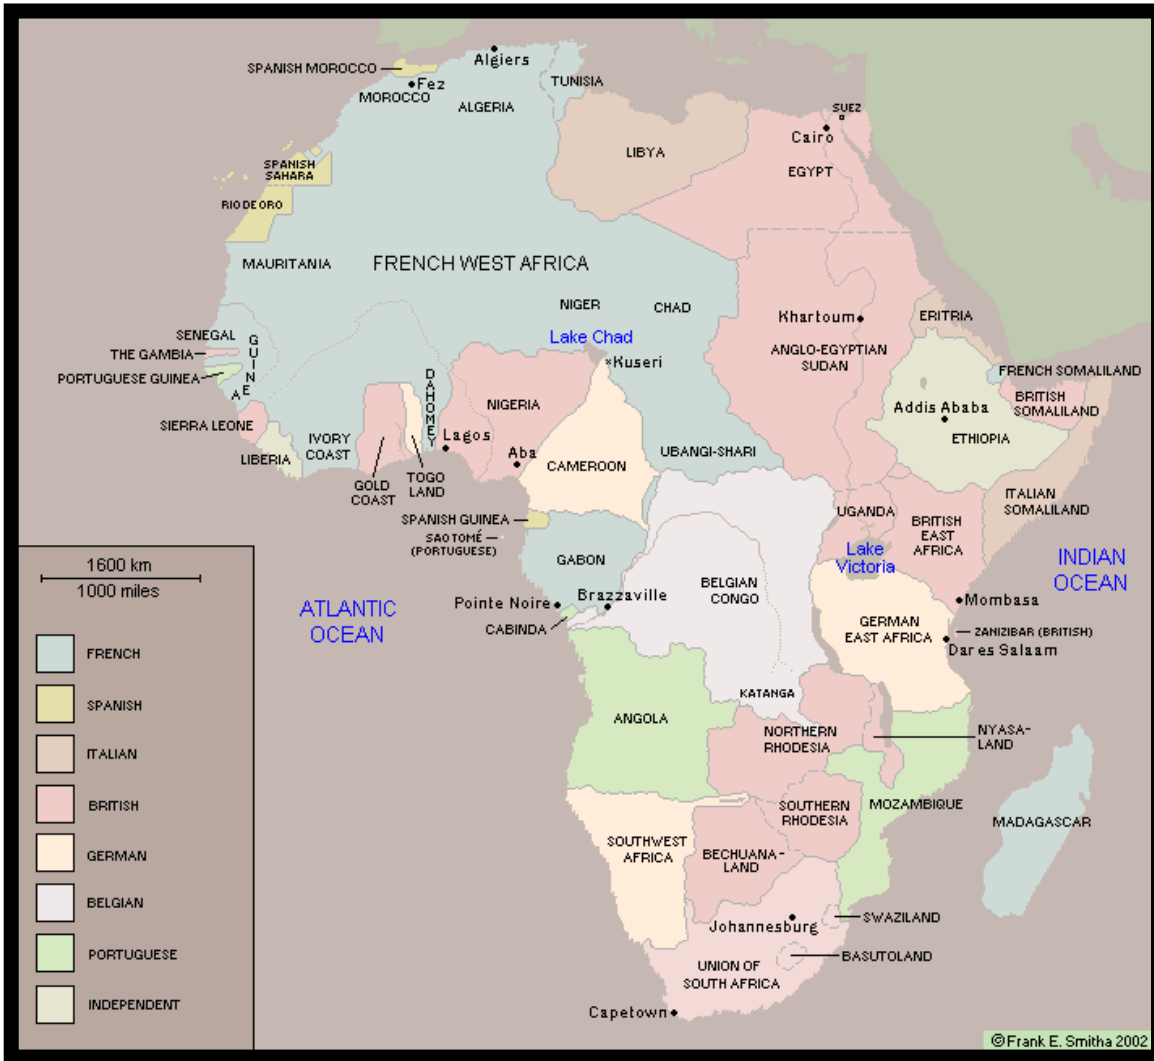 Algiers
SPANISH MOROCCO
TUNISIA
Fez
MOROCCO
ALGERIA
SUEZ
Cairo
LIBYA
SPANISH
SAHARA
EGYPT
RIO DE ORO
MAURITANIA
FRENCH WEST AFRICA
NIGER
CHAD
Khartoum
ERITRIA
SENEGAL
GUINEA
Lake Chad
THE GAMBIA
ANGLO-EGYPTIAN
SUDAN
Kuseri
FRENCH SOMALILAND
PORTUGUESE GUINEA
DAHOMEY
BRITISH
SOMALILAND
NIGERIA
Addis Ababa
SIERRA LEONE
ETHIOPIA
IVORY
COAST
Lagos
LIBERIA
Aba
UBANGI-SHARI
CAMEROON
GOLD
COAST
TOGO
LAND
ITALIAN
SOMALILAND
UGANDA
BRITISH
EAST
AFRICA
SPANISH GUINEA
SAO TOMÉ
(PORTUGUESE)
GABON
Lake
Victoria
INDIAN
OCEAN
BELGIAN
CONGO
ATLANTIC
OCEAN
Pointe Noire
Brazzaville
Mombasa
CABINDA
GERMAN
EAST AFRICA
ZANIZIBAR (BRITISH)
Dares Salaam
KATANGA
ANGOLA
NORTHERN
RHODESIA
NYASA-
LAND
SOUTHERN
RHODESIA
MOZAMBIQUE
MADAGASCAR
SOUTHWEST
AFRICA
BECHUANA-
LAND
Johannesburg
SWAZILAND
BASUTOLAND
UNION OF
SOUTH AFRICA
Capetown
1600 km
1000 miles
FRENCH
SPANISH
ITALIAN
BRITISH
GERMAN
BELGIAN
PORTUGUESE
INDEPENDENT
©Frank E. Smitha 2002